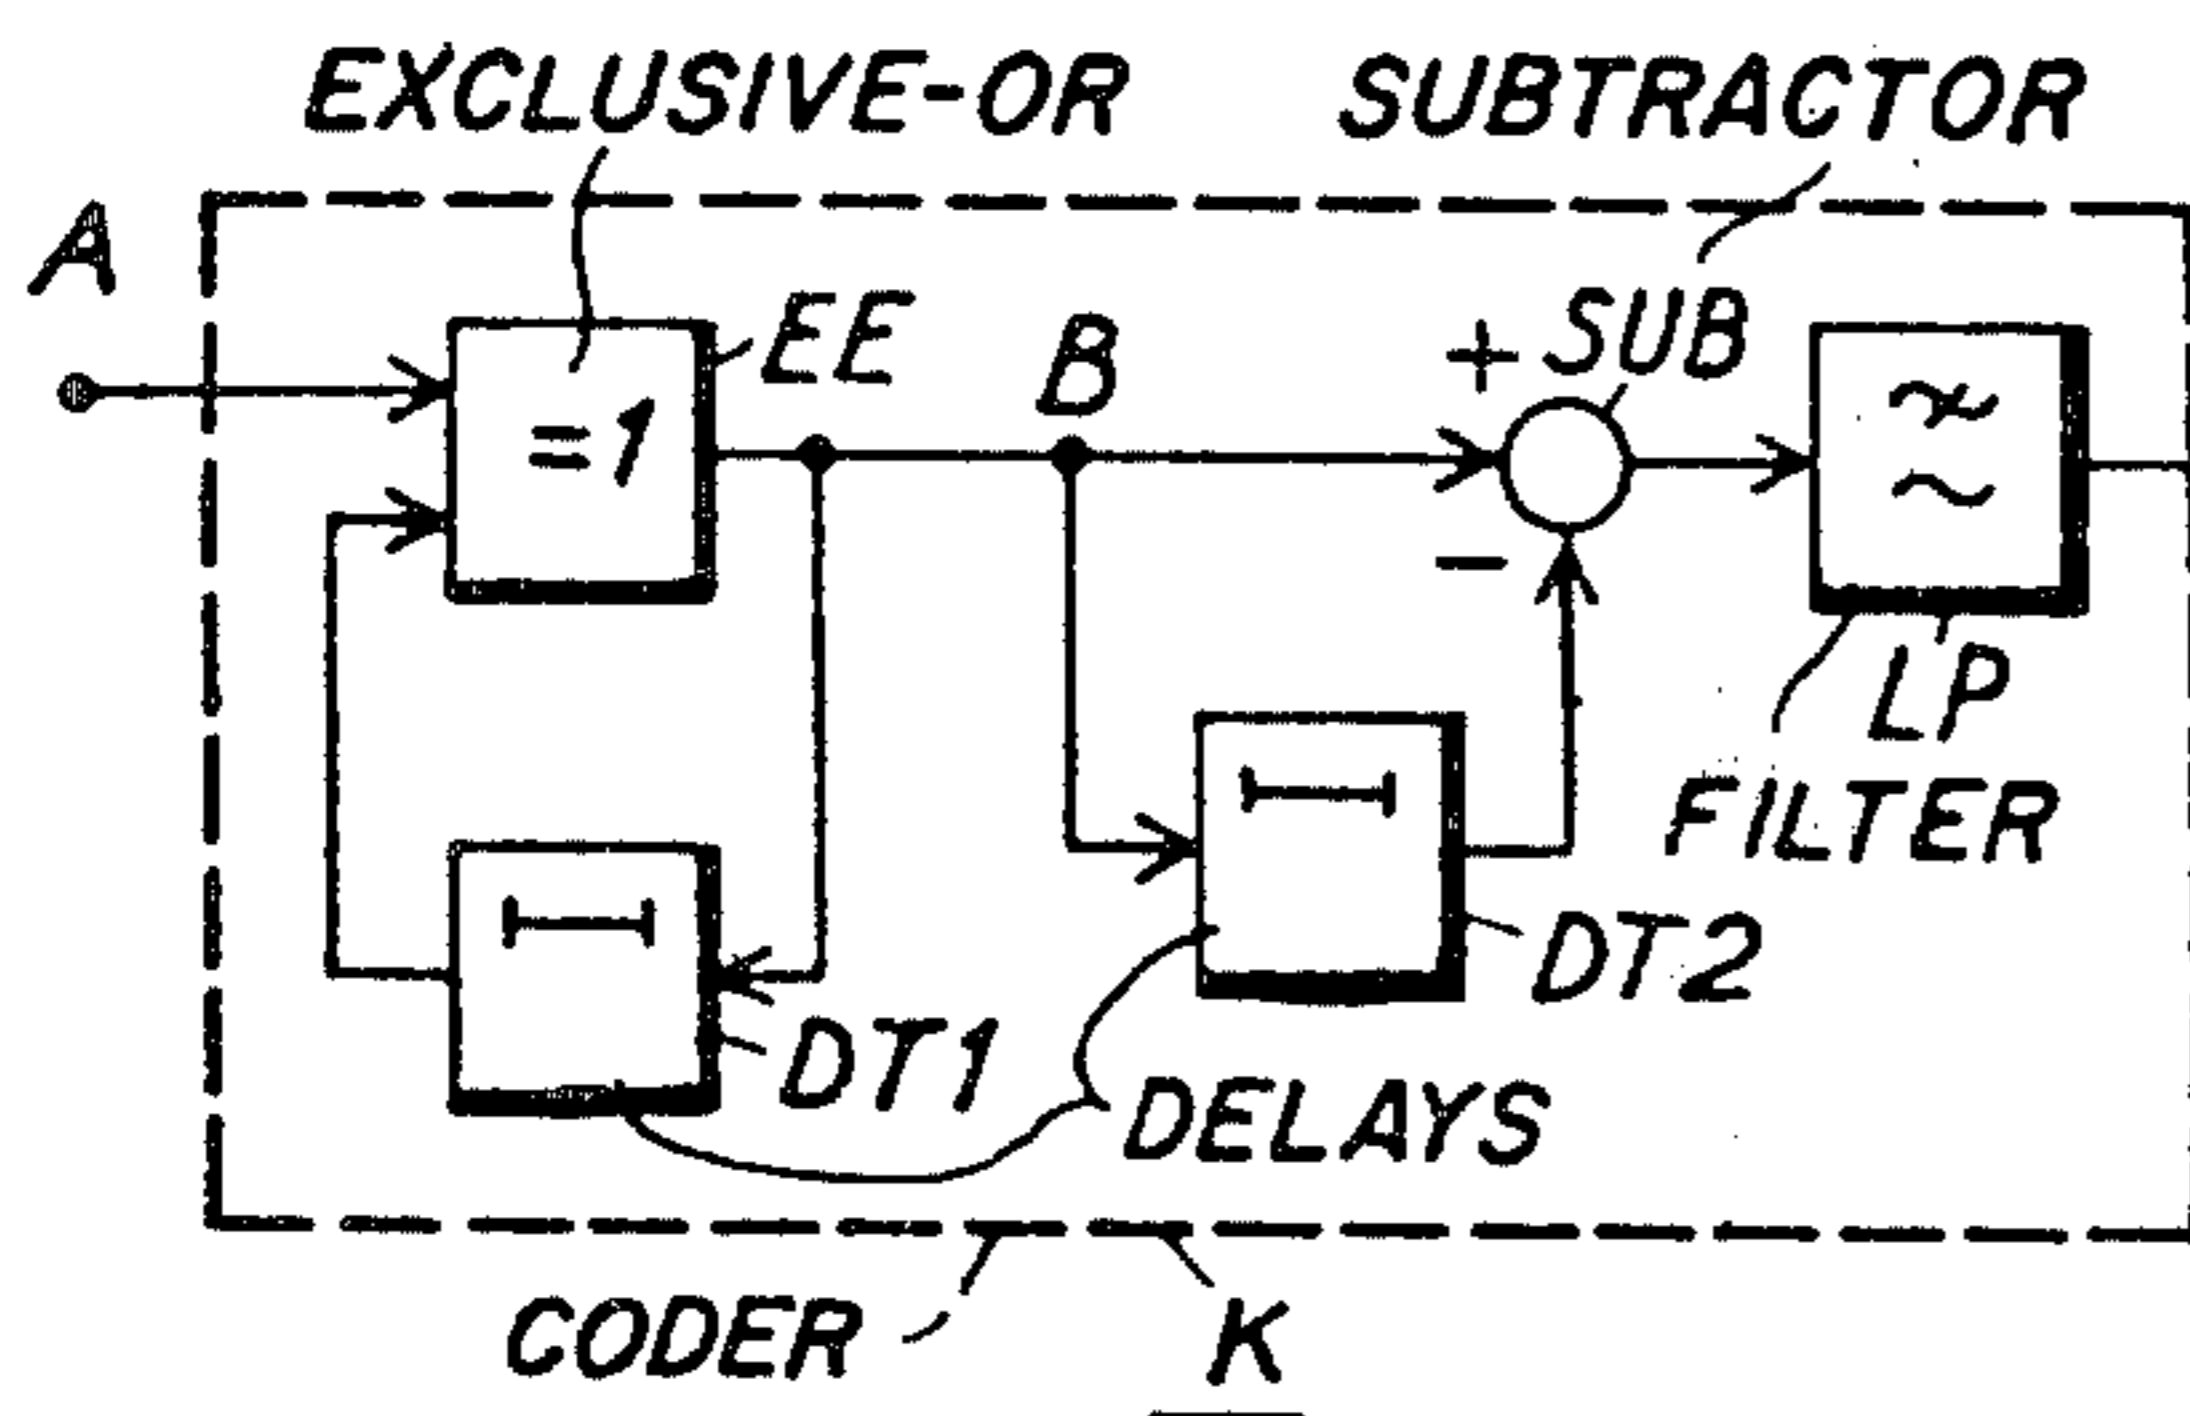 EXCLUSIVE-OR
SUBTRACTOR
A
EE
B
+
SUB
=1
-
LP
FILTER
DT2
DT1
DELAYS
CODER
K